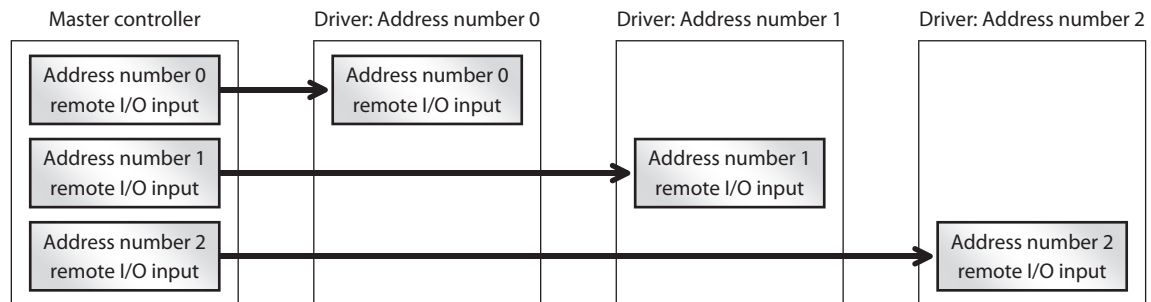 Master controller
Driver: Address number 0
Driver: Address number 1
Driver: Address number 2
Address number 0
remote I/O input
Address number 0
remote I/O input
Address number 1
remote I/O input
Address number 1
remote I/O input
Address number 2
remote I/O input
Address number 2
remote I/O input